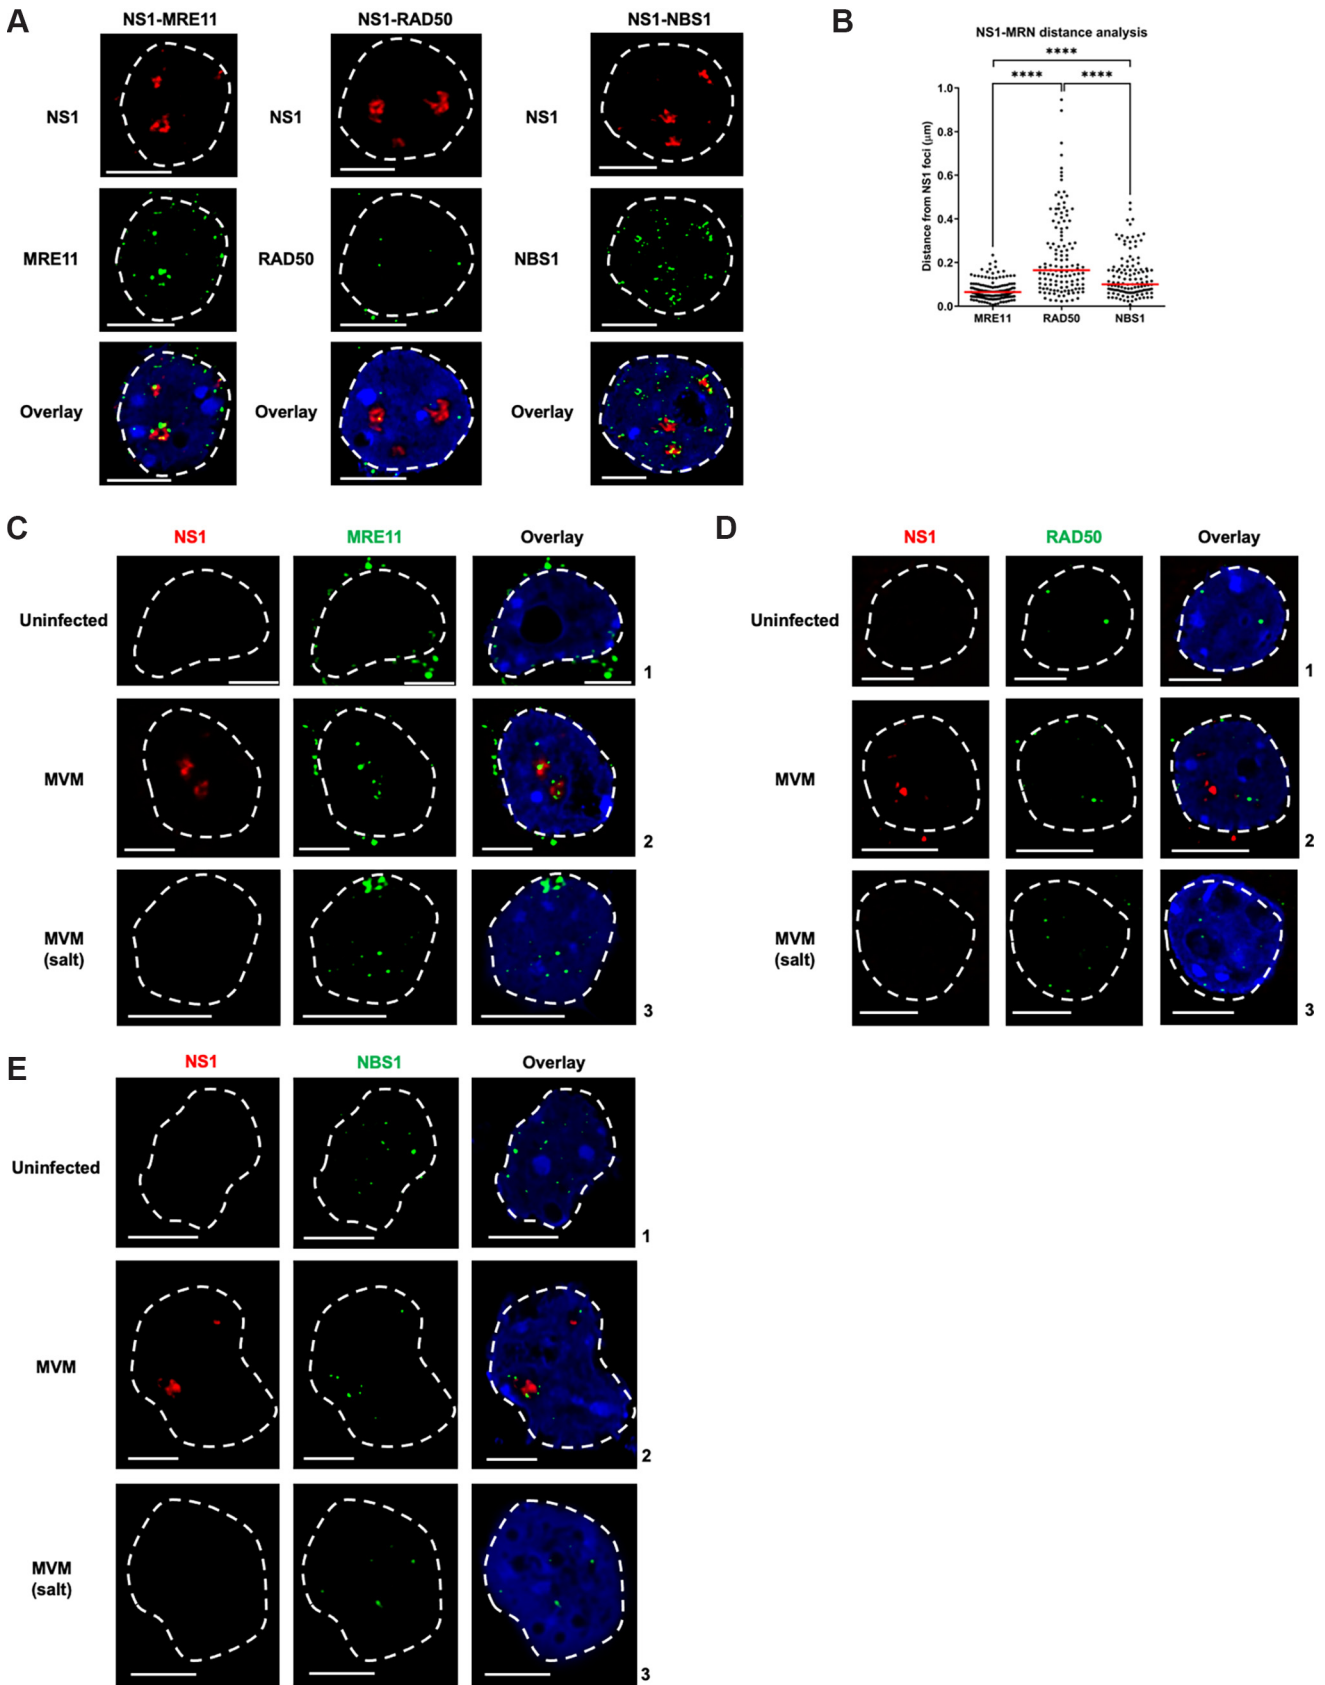 A
NS1-MRE11
NS1-RAD50
NS1-NBS1
NS1
NS1
NS1
MRE11
RAD50
NBS1
Overlay
Overlay
Overlay
B
NS1-MRN distance analysis
****
**** ****
Distance from NS1 foci (µm)
1.0
0.8
0.6
0.4
0.2
0.0
MRE11 RAD50 NBS1
C
NS1 MRE11 Overlay
Uninfected
1
MVM
2
MVM
(salt)
3
D
NS1 RAD50 Overlay
Uninfected
1
MVM
2
MVM
(salt)
3
E
NS1 NBS1 Overlay
Uninfected
1
MVM
2
MVM
(salt)
3